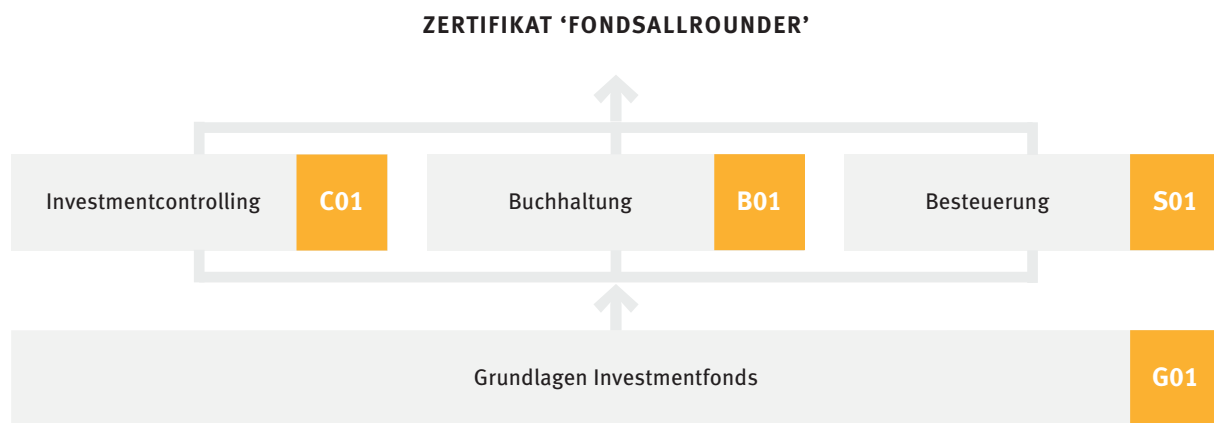 ZERTIFIKAT ‘FONDSALLROUNDER’
Investmentcontrolling C01
Buchhaltung B01
Besteuerung S01
Grundlagen Investmentfonds G01